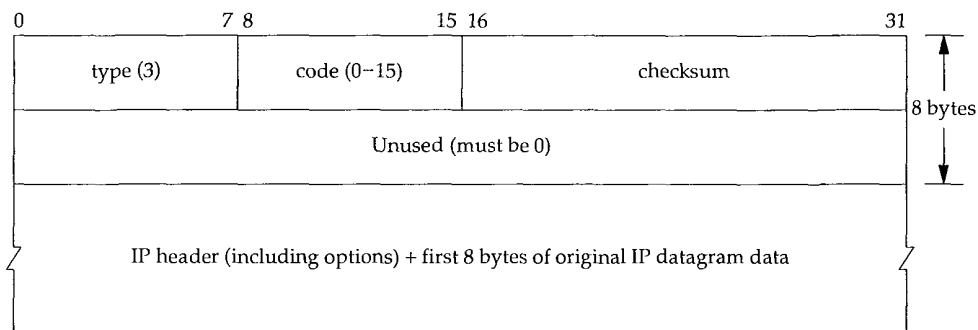 0 7 8 15 16 31
type (3) code (0–15) checksum
8 bytes
Unused (must be 0)
IP header (including options) + first 8 bytes of original IP datagram data